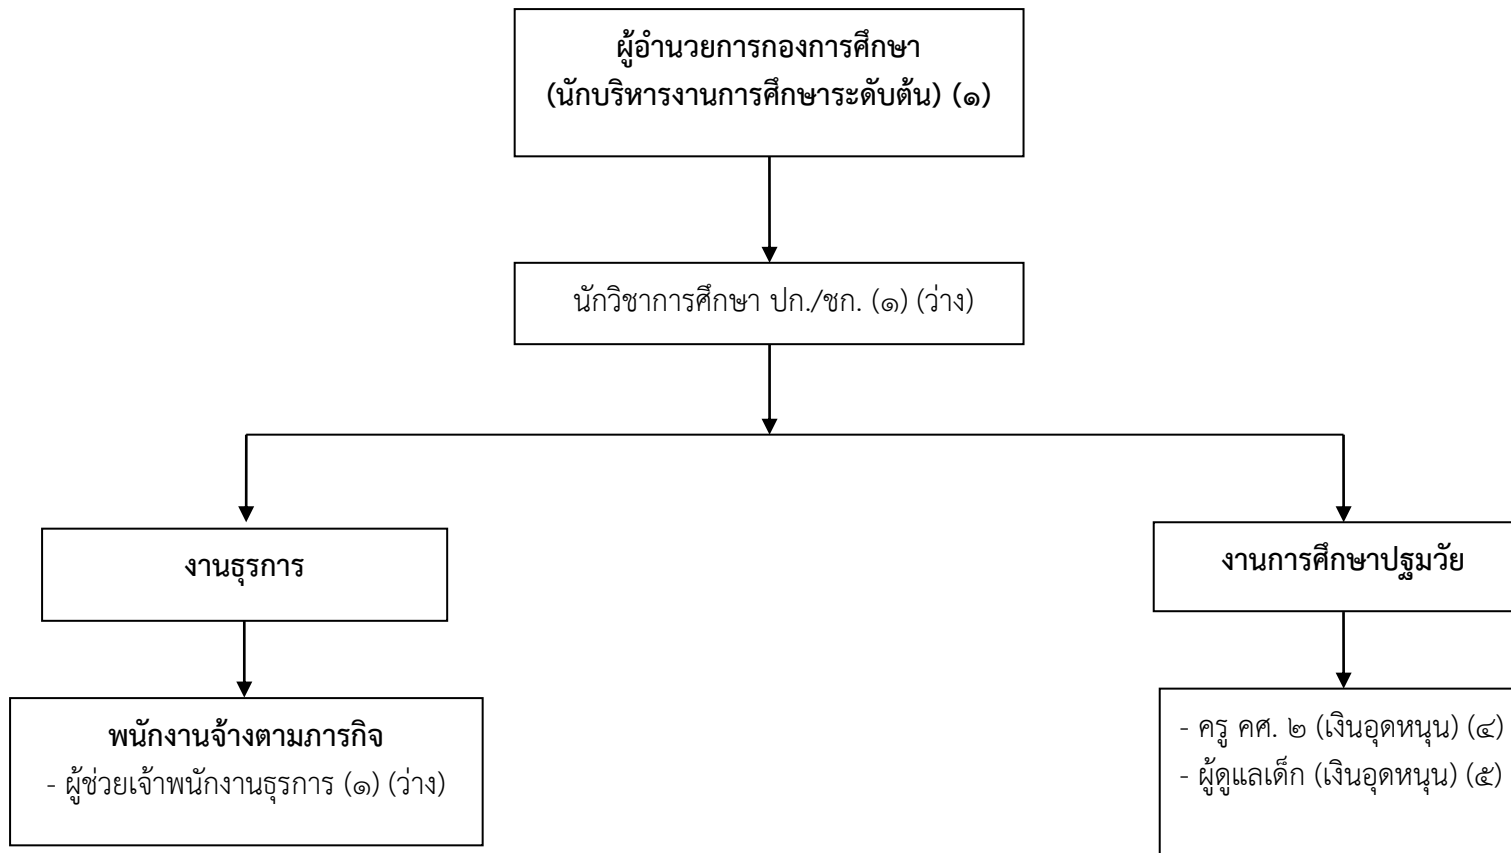 ผู้อำนวยการกองการศึกษา
(นักบริหารงานการศึกษาระดับต้น) (๑)
นักวิชาการศึกษา ปก./ชก. (๑) (ว่าง)
งานธุรการ
งานการศึกษาปฐมวัย
พนักงานจ้างตามภารกิจ
- ผู้ช่วยเจ้าพนักงานธุรการ (๑) (ว่าง)
- ครู คศ. ๒ (เงินอุดหนุน) (๔)
- ผู้ดูแลเด็ก (เงินอุดหนุน) (๕)